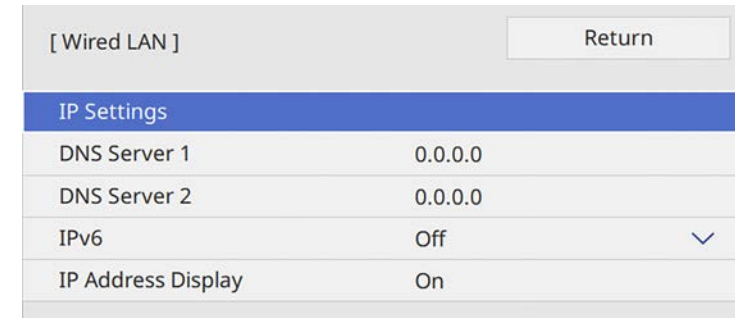 [ Wired LAN ] Return
IP Settings
DNS Server 1 0.0.0.0
DNS Server 2 0.0.0.0
IPv6 Off
IP Address Display On